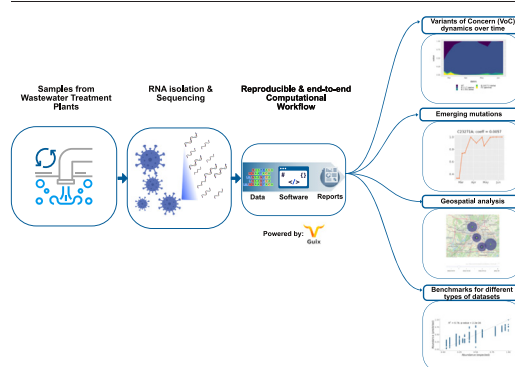 Samples from
Wastewater Treatment
Plants
RNA isolation &
Sequencing
Reproducible & end-to-end
Computational
Workflow
# {}
</>
Data
Software
Reports
Powered by:
Guix
Variants of Concern (VoC)
dynamics over time
Emerging mutations
Geospatial analysis
Benchmarks for different
types of datasets